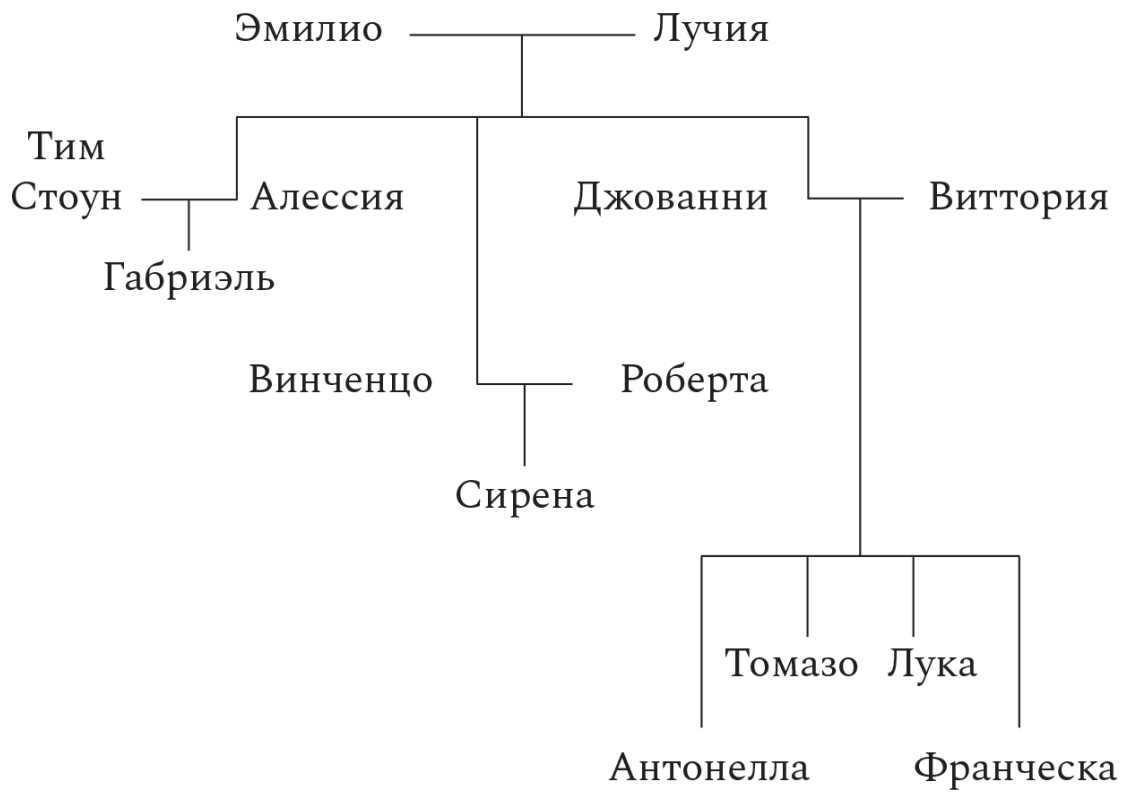 Эмилио Лучия
Тим
Стоун Алессия Джованни Виттория
Габриэль
Винченцо Роберта
Сирена
Томазо Лука
Антонелла Франческа